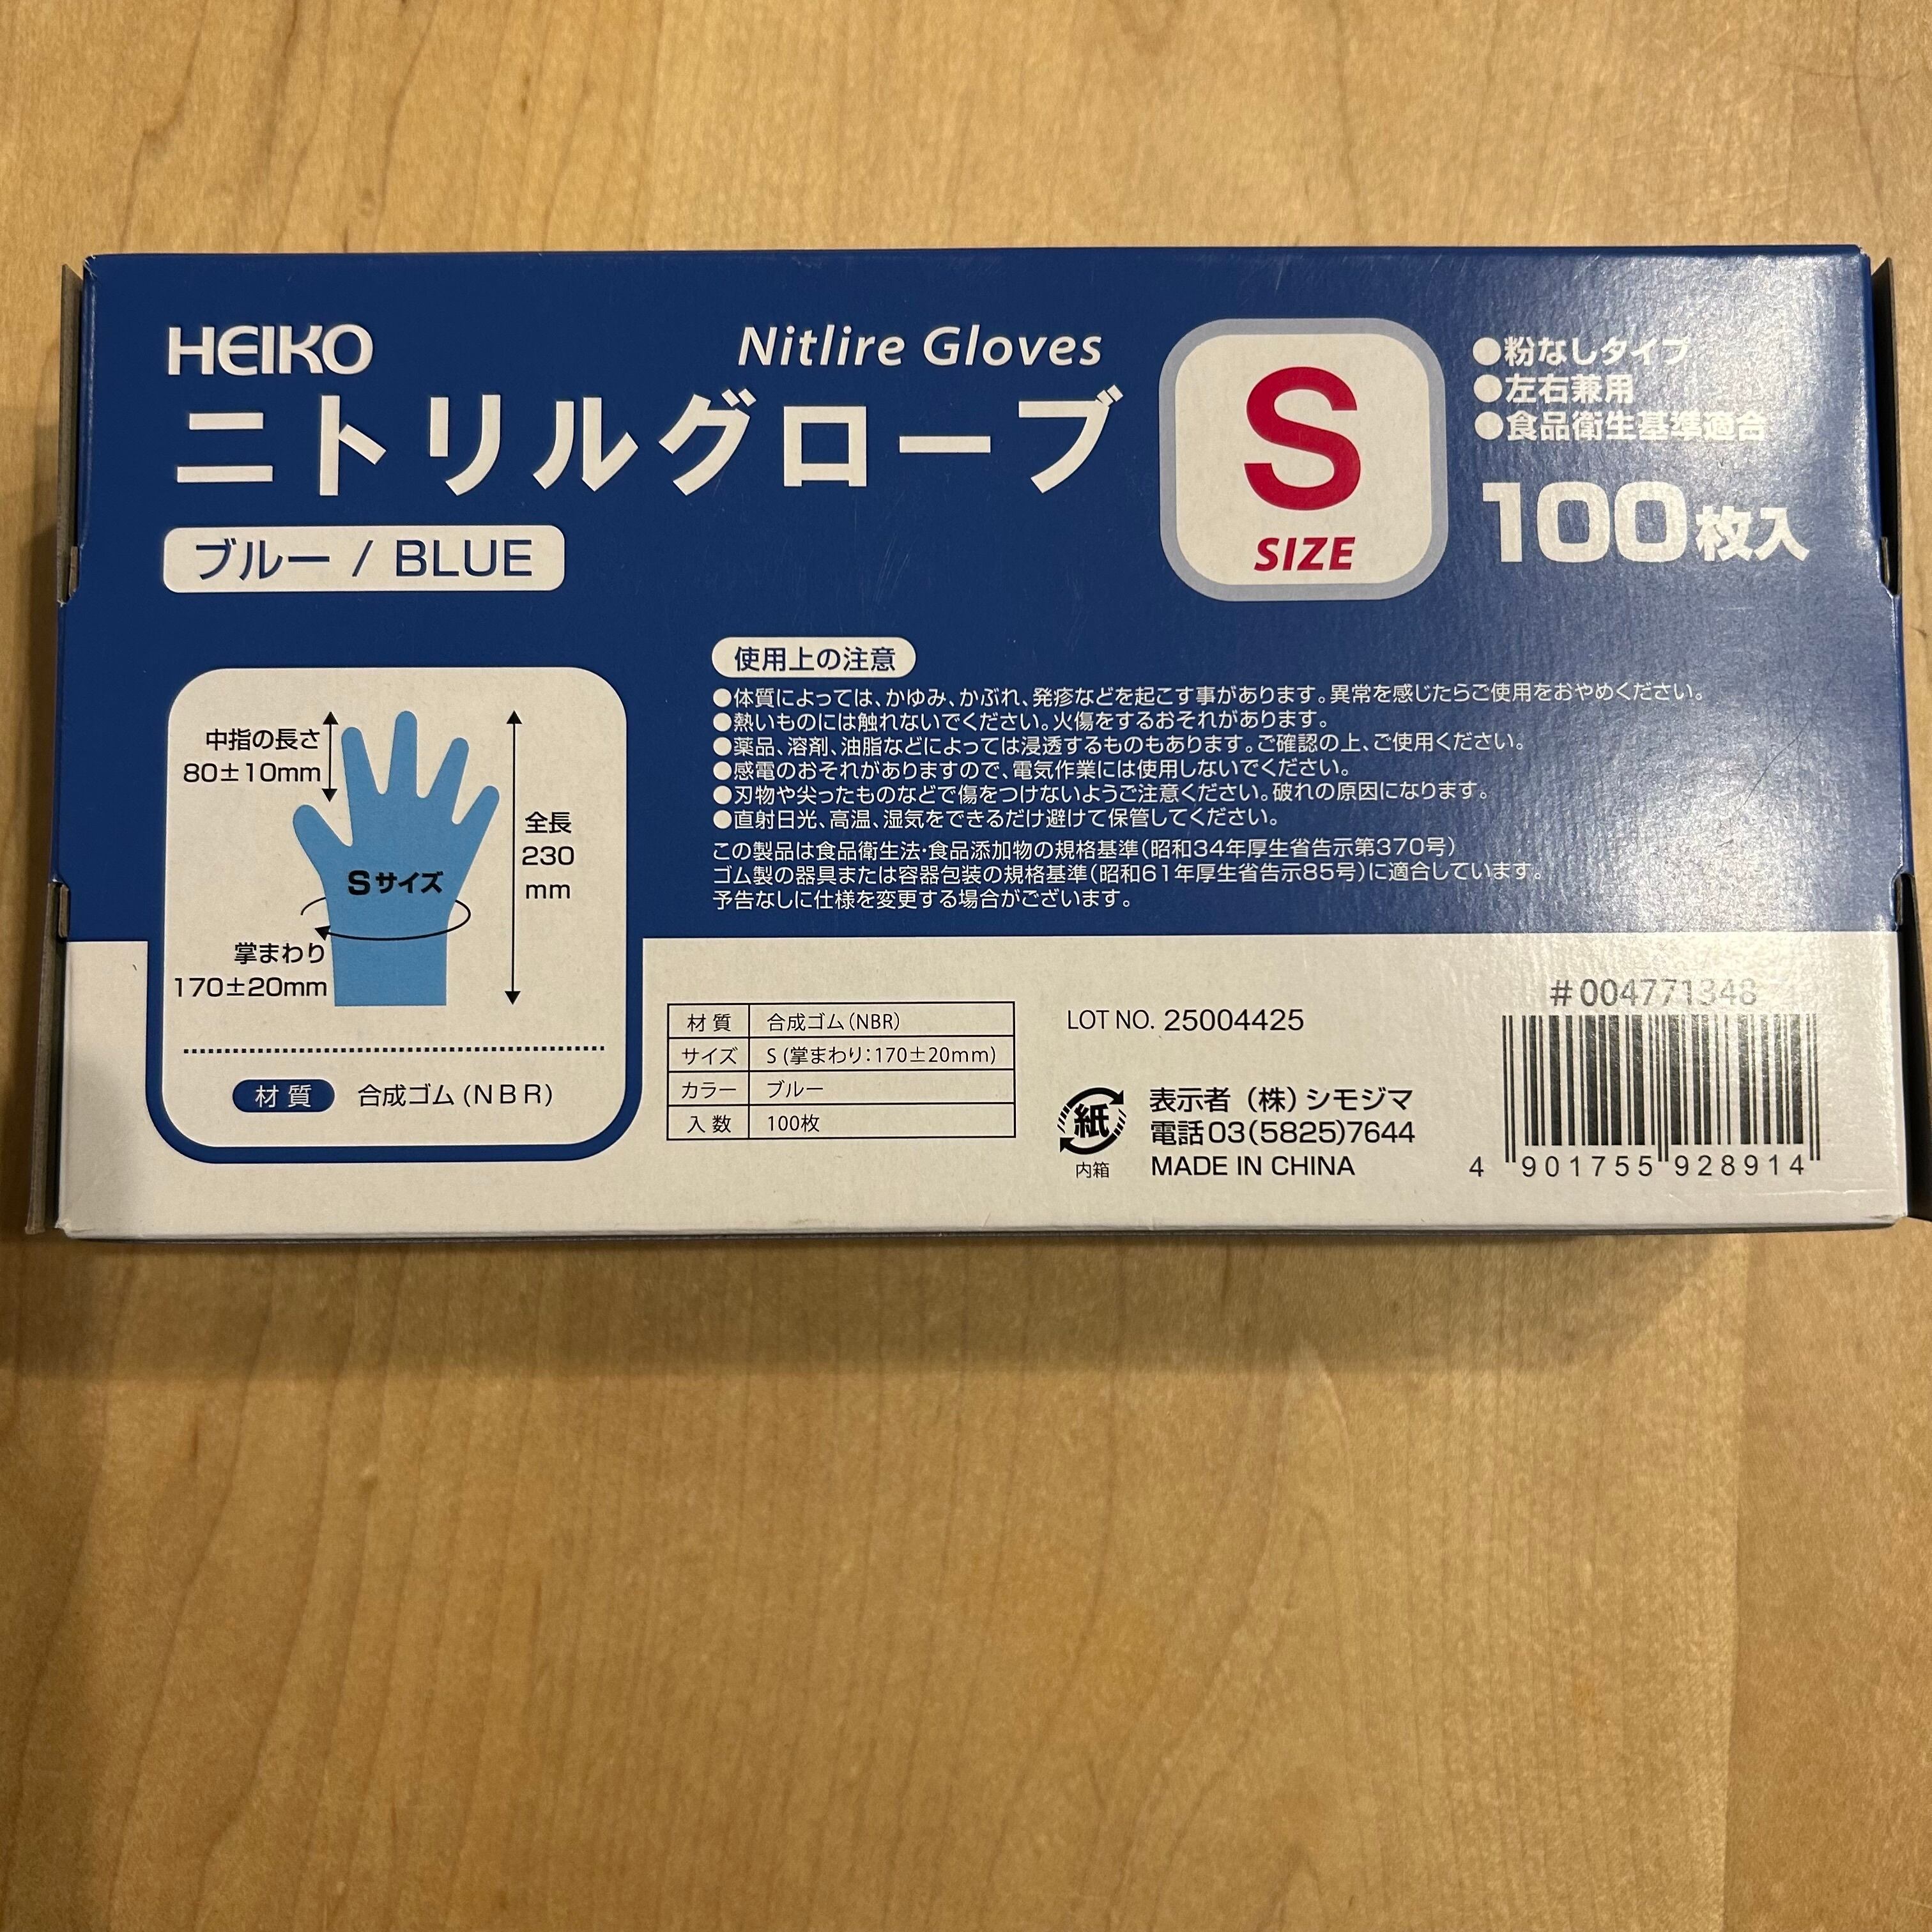 HEIKO
Nitlire Gloves
ニトリルグローブ
ブルー / BLUE
S
SIZE
●粉なしタイプ
●左右兼用
●食品衛生基準適合
100枚入
中指の長さ
80±10mm
全長
230
mm
Sサイズ
掌まわり
170±20mm
材質 合成ゴム(NBR)
使用上の注意
●体質によっては、かゆみ、かぶれ、発疹などを起こす事があります。異常を感じたらご使用をおやめください。
●熱いものには触れないでください。火傷をするおそれがあります。
●薬品、溶剤、油脂などによっては浸透するものもあります。ご確認の上、ご使用ください。
●感電のおそれがありますので、電気作業には使用しないでください。
●刃物や尖ったものなどで傷をつけないようご注意ください。破れの原因になります。
●直射日光、高温、湿気をできるだけ避けて保管してください。
この製品は食品衛生法・食品添加物の規格基準(昭和34年厚生省告示第370号)
ゴム製の器具または容器包装の規格基準(昭和61年厚生省告示85号)に適合しています。
予告なしに仕様を変更する場合がございます。
材質 合成ゴム(NBR)
サイズ S (掌まわり:170±20mm)
カラー ブルー
入数 100枚
LOT NO. 25004425
紙
内箱
表示者 (株)シモジマ
電話03(5825)7644
MADE IN CHINA
#004771348
4 901755 928914